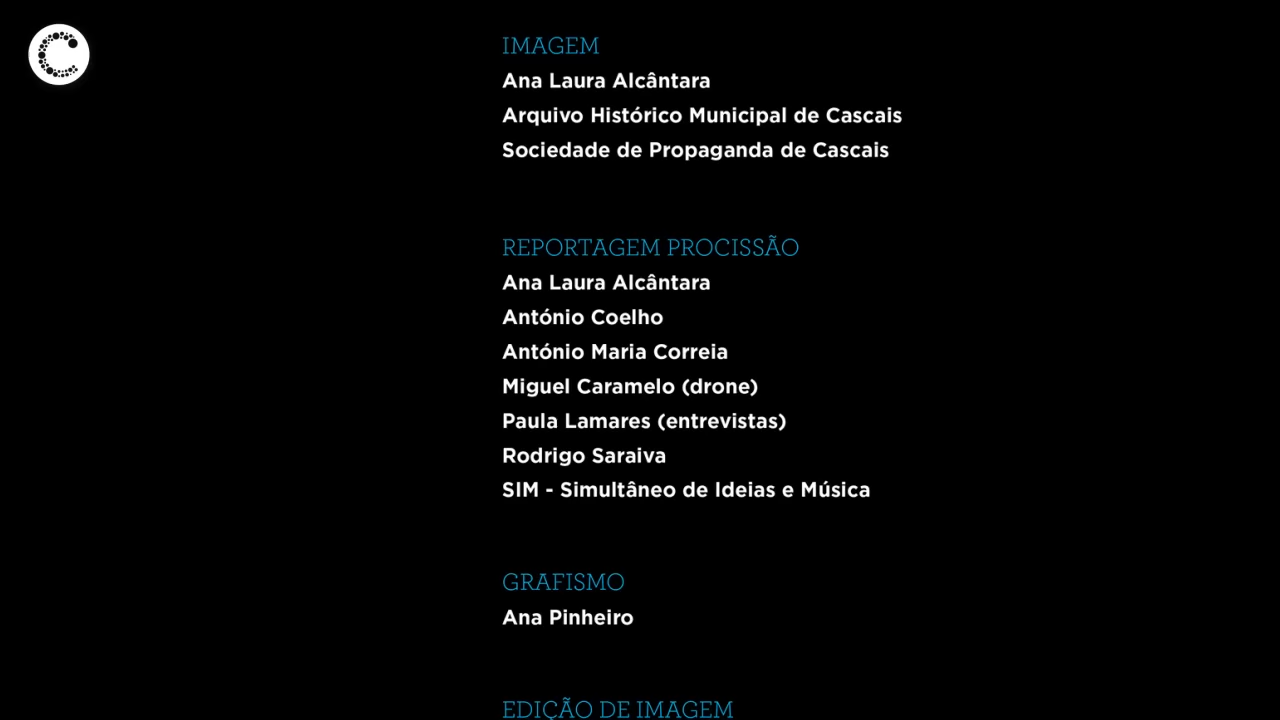 IMAGEM
Ana Laura Alcântara
Arquivo Histórico Municipal de Cascais
Sociedade de Propaganda de Cascais
REPORTAGEM PROCISSÃO
Ana Laura Alcântara
António Coelho
António Maria Correia
Miguel Caramelo (drone)
Paula Lamares (entrevistas)
Rodrigo Saraiva
SIM - Simultâneo de Ideias e Música
GRAFISMO
Ana Pinheiro
EDIÇÃO DE IMAGEM